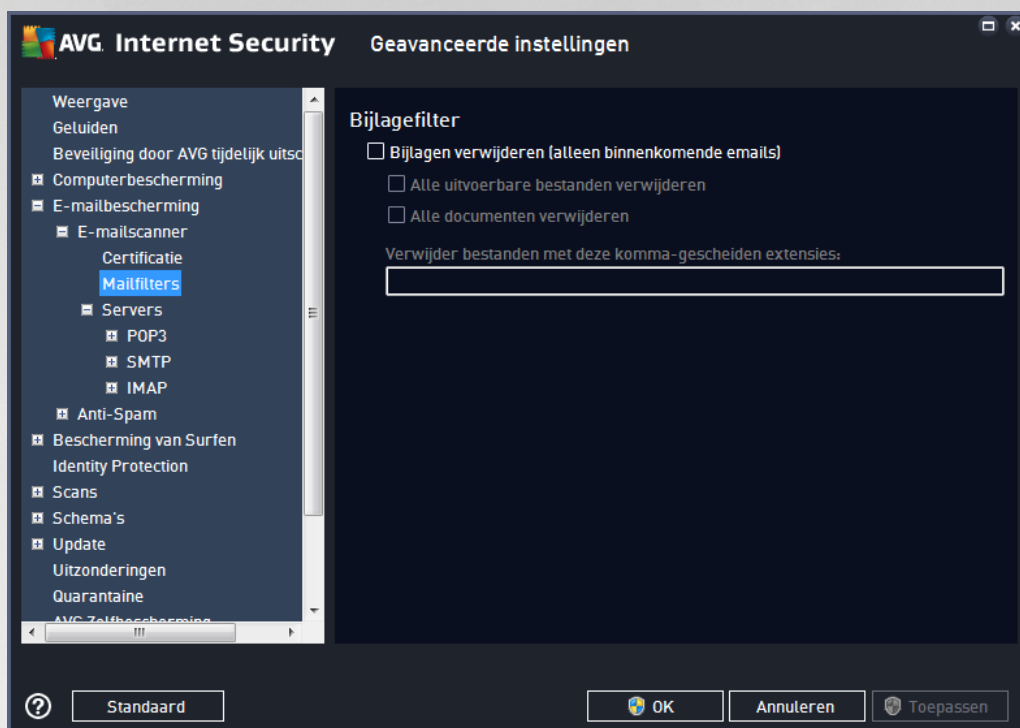 AVG. Internet Security
Geavanceerde instellingen
Weergave
Geluiden
Beveiliging door AVG tijdelijk uitsc
Computerbescherming
E-mailbescherming
E-mailscanner
Certificatie
Mailfilters
Servers
POP3
SMTP
IMAP
Anti-Spam
Bescherming van Surfen
Identity Protection
Scans
Schema's
Update
Uitzonderingen
Quarantaine
AVG Zelfbescherming
Bijlagefilter
Bijlagen verwijderen (alleen binnenkomende emails)
Alle uitvoerbare bestanden verwijderen
Alle documenten verwijderen
Verwijder bestanden met deze komma-gescheiden extensies:
Standaard
OK
Annuleren
Toepassen